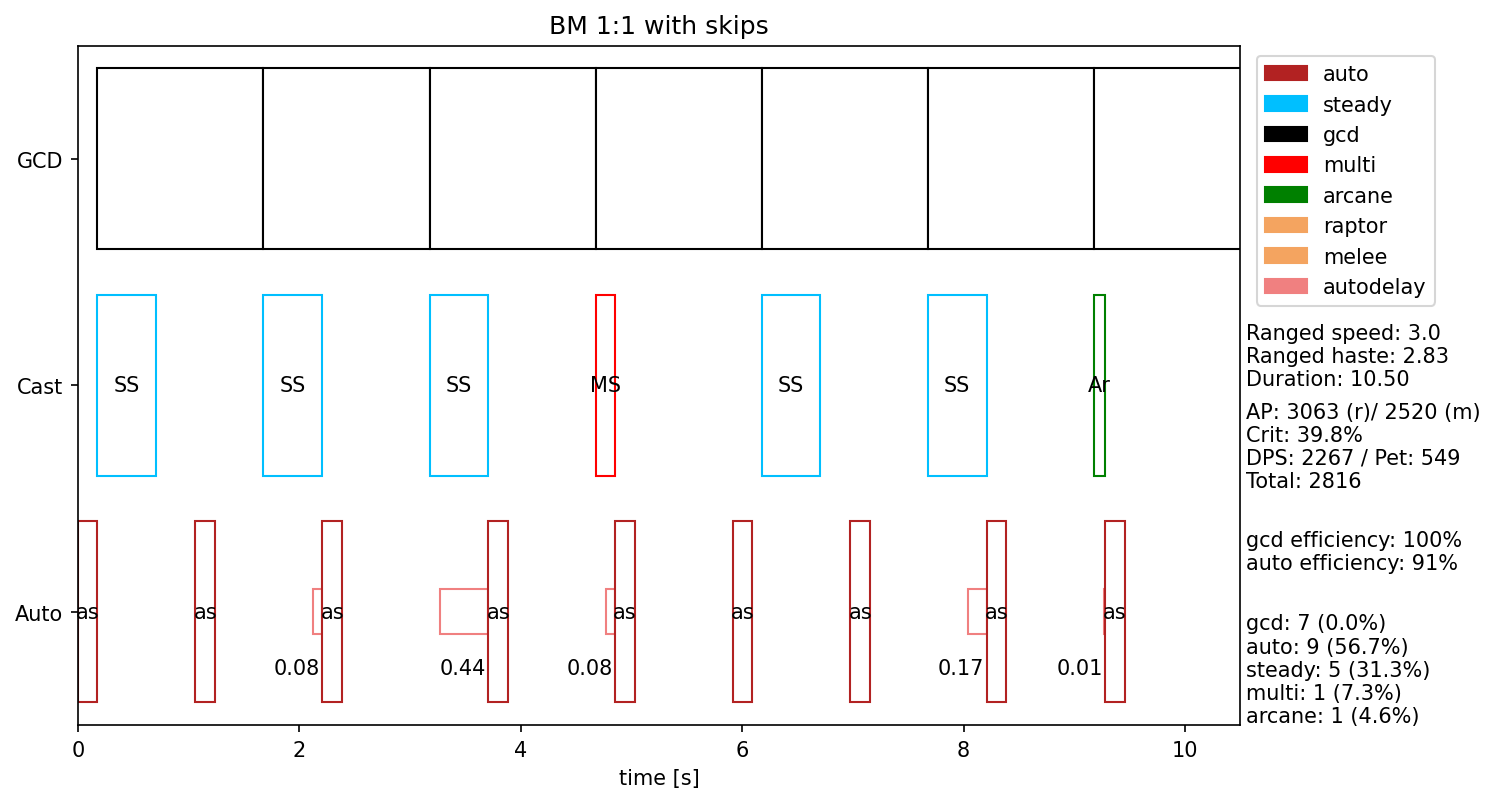 BM 1:1 with skips
GCD
Cast
Auto
SS
SS
SS
MS
SS
SS
Ar
as
as
as
as
as
as
as
as
as
0.08
0.44
0.08
0.17
0.01
0
2
4
6
8
10
time [s]
auto
steady
gcd
multi
arcane
raptor
melee
autodelay
Ranged speed: 3.0
Ranged haste: 2.83
Duration: 10.50
AP: 3063 (r)/ 2520 (m)
Crit: 39.8%
DPS: 2267 / Pet: 549
Total: 2816
gcd efficiency: 100%
auto efficiency: 91%
gcd: 7 (0.0%)
auto: 9 (56.7%)
steady: 5 (31.3%)
multi: 1 (7.3%)
arcane: 1 (4.6%)